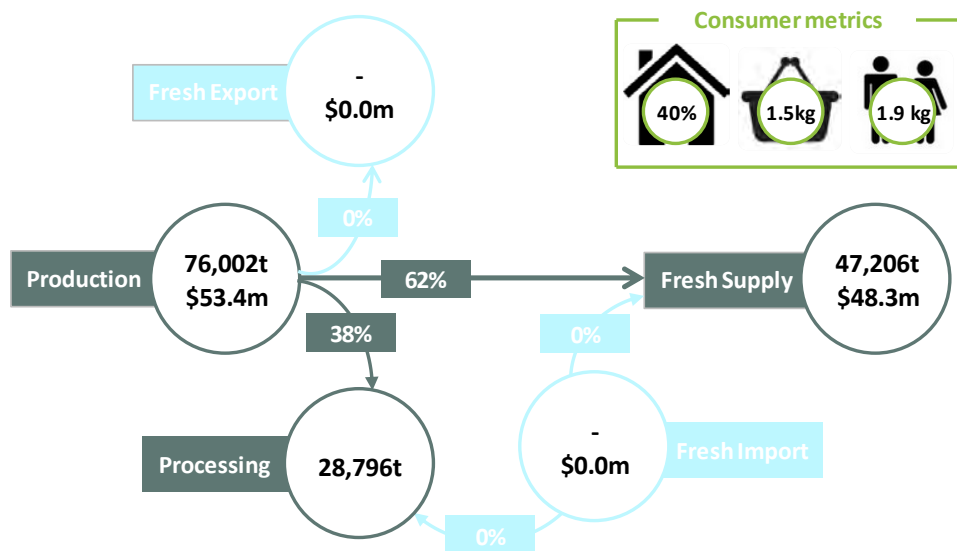 Consumer metrics
40%
1.5kg
1.9 kg
Fresh Export
-
$0.0m
0%
Production
76,002t
$53.4m
62%
Fresh Supply
47,206t
$48.3m
38%
0%
Processing
28,796t
-
$0.0m
Fresh Import
0%